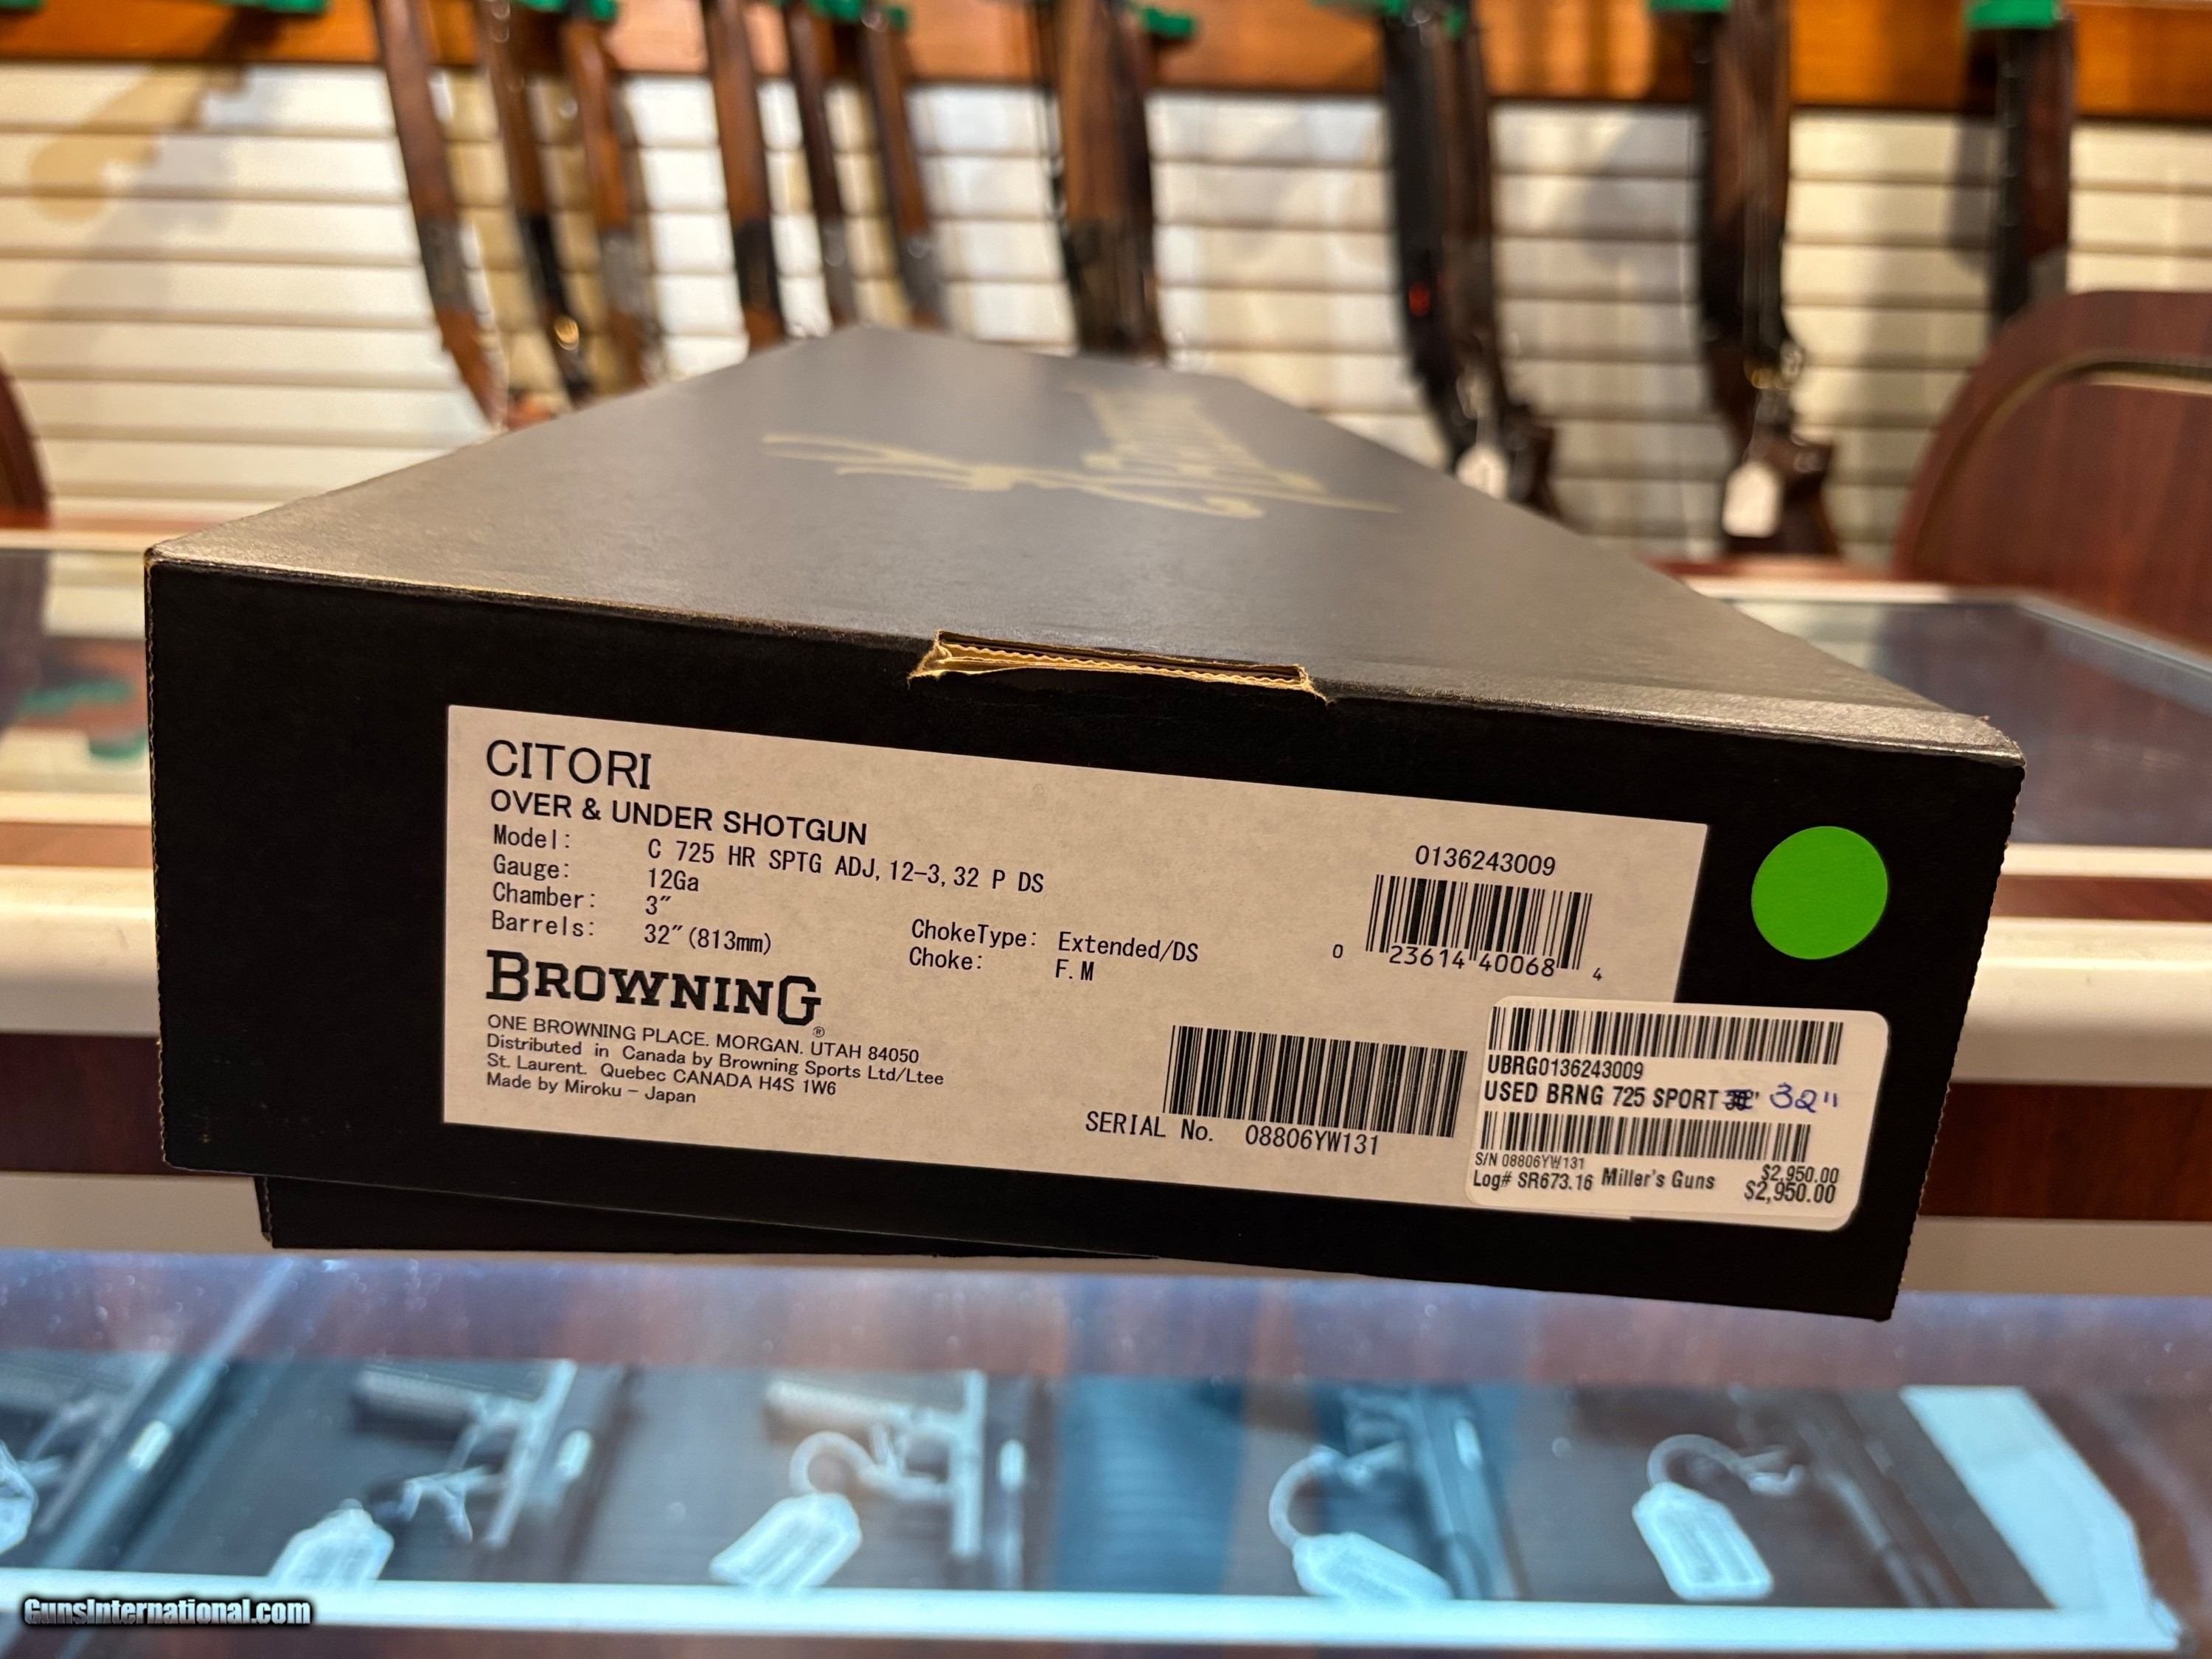 CITORI
OVER & UNDER SHOTGUN
Model: C 725 HR SPTG ADJ, 12-3, 32 P DS
Gauge: 12Ga
Chamber: 3"
Barrels: 32"(813mm)
ChokeType: Extended/DS
Choke: F.M
0136243009
0 23614 40068 4
BROWNING®
ONE BROWNING PLACE. MORGAN. UTAH 84050
Distributed in Canada by Browning Sports Ltd/Ltee
St. Laurent. Quebec CANADA H4S 1W6
Made by Miroku - Japan
SERIAL No. 08806YW131
UBRG0136243009
USED BRNG 725 SPORT 32"
S/N 08806YW131 $2,950.00
Log# SR673.16 Miller's Guns $2,950.00
GunsInternational.com